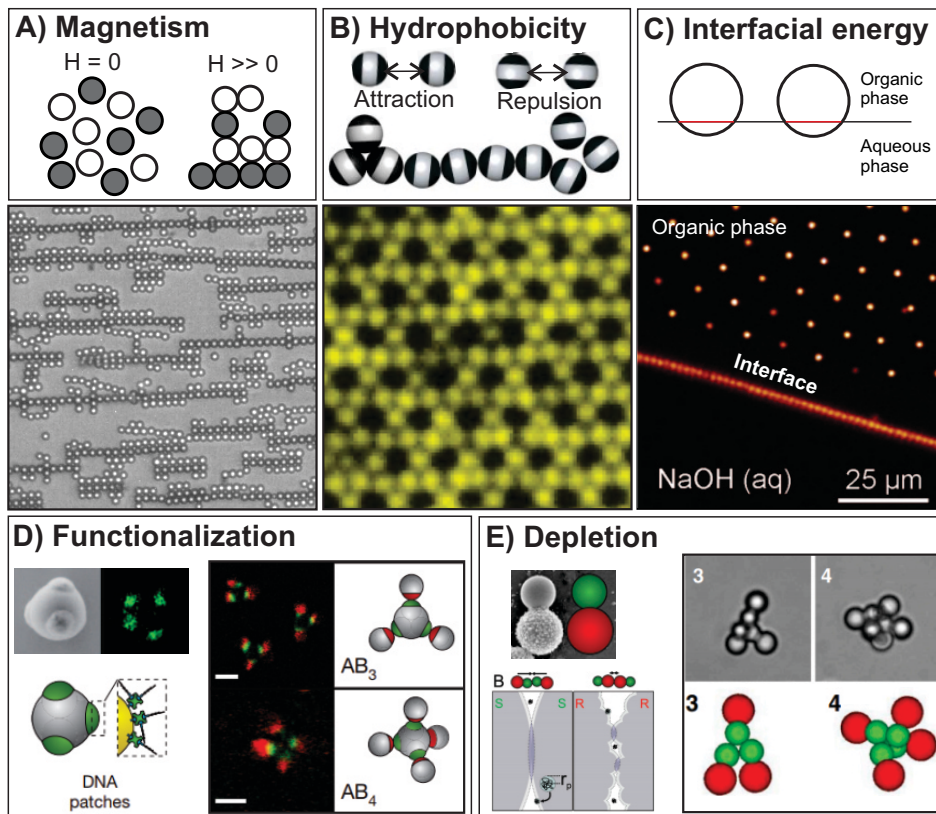 A) Magnetism
H = 0
H >> 0
B) Hydrophobicity
Attraction
Repulsion
C) Interfacial energy
Organic
phase
Aqueous
phase
Organic phase
Interface
NaOH (aq)
25 µm
D) Functionalization
DNA
patches
AB3
AB4
E) Depletion
B
S
S
R
R
rp
3
4
3
4